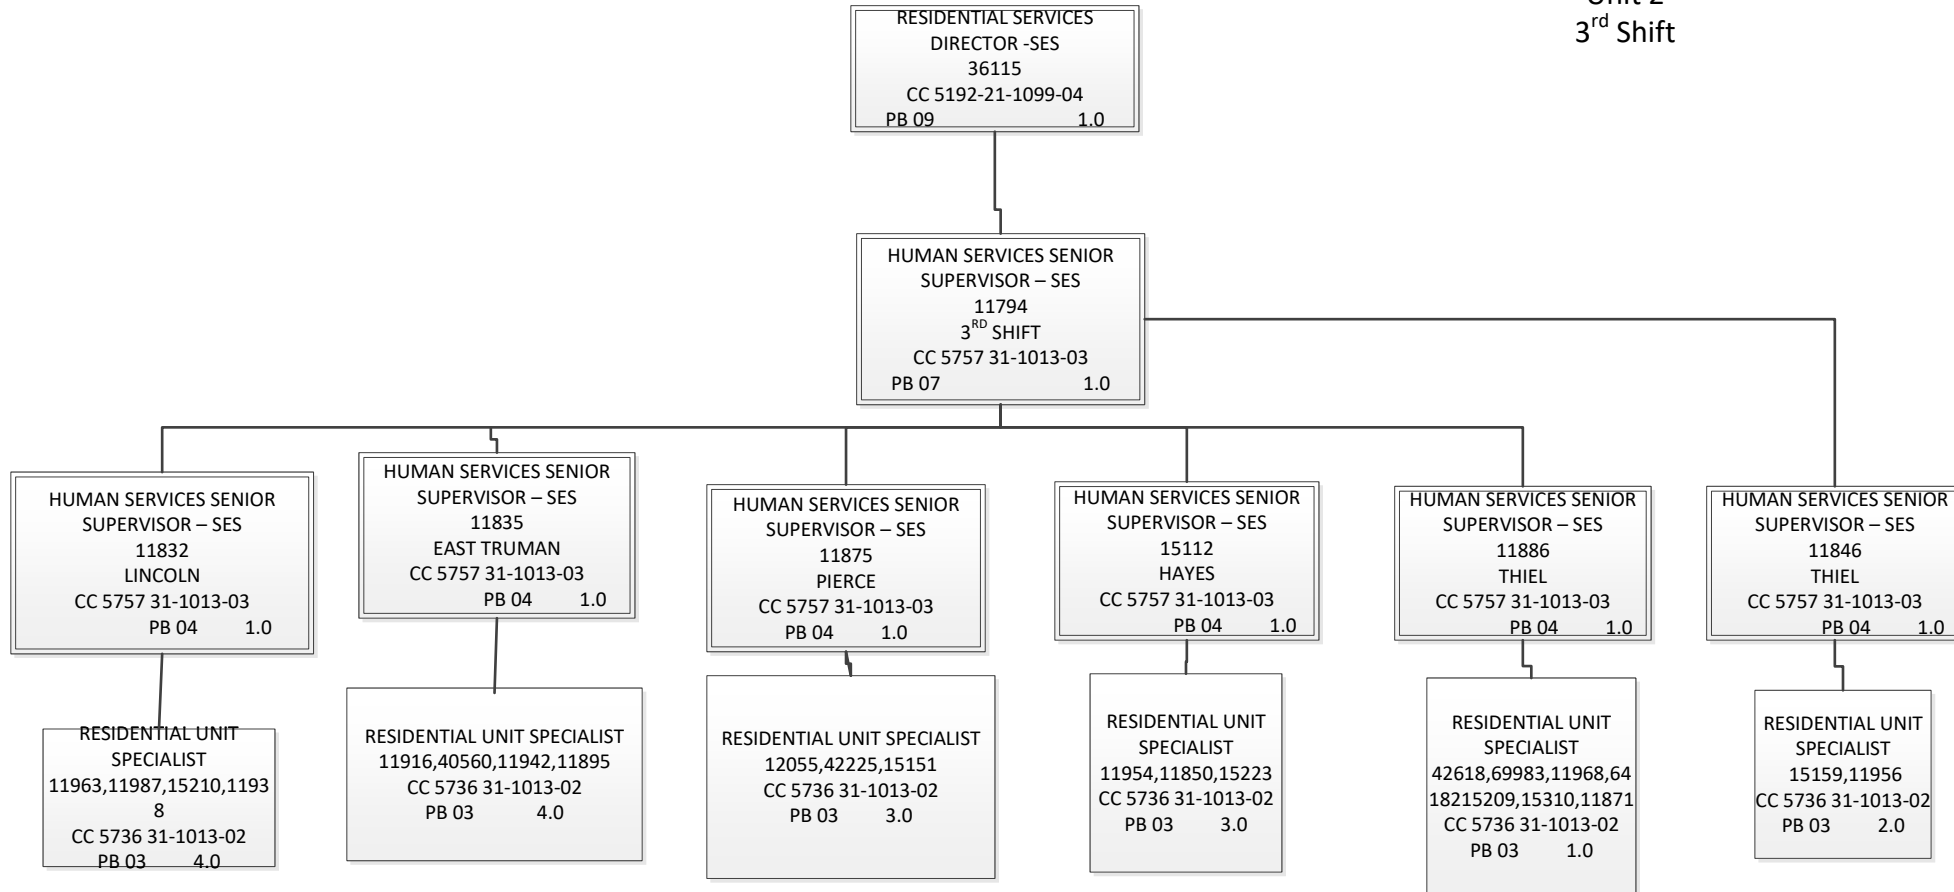 Unit 2
3rd Shift
RESIDENTIAL SERVICES
DIRECTOR -SES
36115
CC 5192-21-1099-04
PB 09 1.0
HUMAN SERVICES SENIOR
SUPERVISOR – SES
11794
3RD SHIFT
CC 5757 31-1013-03
PB 07 1.0
HUMAN SERVICES SENIOR
SUPERVISOR – SES
11832
LINCOLN
CC 5757 31-1013-03
PB 04 1.0
HUMAN SERVICES SENIOR
SUPERVISOR – SES
11835
EAST TRUMAN
CC 5757 31-1013-03
PB 04 1.0
HUMAN SERVICES SENIOR
SUPERVISOR – SES
11875
PIERCE
CC 5757 31-1013-03
PB 04 1.0
HUMAN SERVICES SENIOR
SUPERVISOR – SES
15112
HAYES
CC 5757 31-1013-03
PB 04 1.0
HUMAN SERVICES SENIOR
SUPERVISOR – SES
11886
THIEL
CC 5757 31-1013-03
PB 04 1.0
HUMAN SERVICES SENIOR
SUPERVISOR – SES
11846
THIEL
CC 5757 31-1013-03
PB 04 1.0
RESIDENTIAL UNIT
SPECIALIST
11963,11987,15210,1193
8
CC 5736 31-1013-02
PB 03 4.0
RESIDENTIAL UNIT SPECIALIST
11916,40560,11942,11895
CC 5736 31-1013-02
PB 03 4.0
RESIDENTIAL UNIT SPECIALIST
12055,42225,15151
CC 5736 31-1013-02
PB 03 3.0
RESIDENTIAL UNIT
SPECIALIST
11954,11850,15223
CC 5736 31-1013-02
PB 03 3.0
RESIDENTIAL UNIT
SPECIALIST
42618,69983,11968,64
18215209,15310,11871
CC 5736 31-1013-02
PB 03 1.0
RESIDENTIAL UNIT
SPECIALIST
15159,11956
CC 5736 31-1013-02
PB 03 2.0